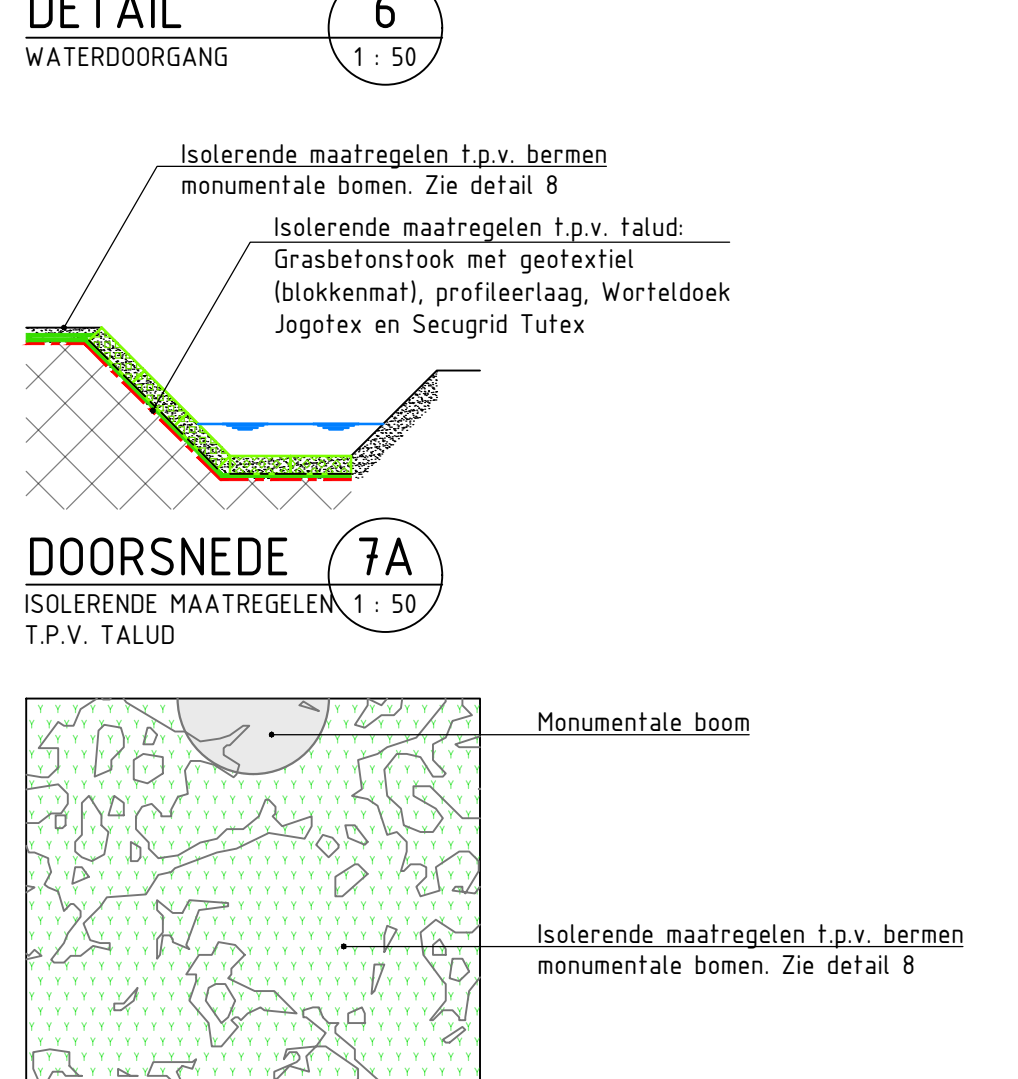 DETAIL
6
WATERDOORGANG
1 : 50
Isolerende maatregelen t.p.v. bermen
monumentale bomen. Zie detail 8
Isolerende maatregelen t.p.v. talud:
Grasbetonstook met geotextiel
(blokkenmat), profileerlaag, Worteldoek
Jogotex en Secugrid Tutex
DOORSNEDE
7A
ISOLERENDE MAATREGELEN
1 : 50
T.P.V. TALUD
Monumentale boom
Isolerende maatregelen t.p.v. bermen
monumentale bomen. Zie detail 8